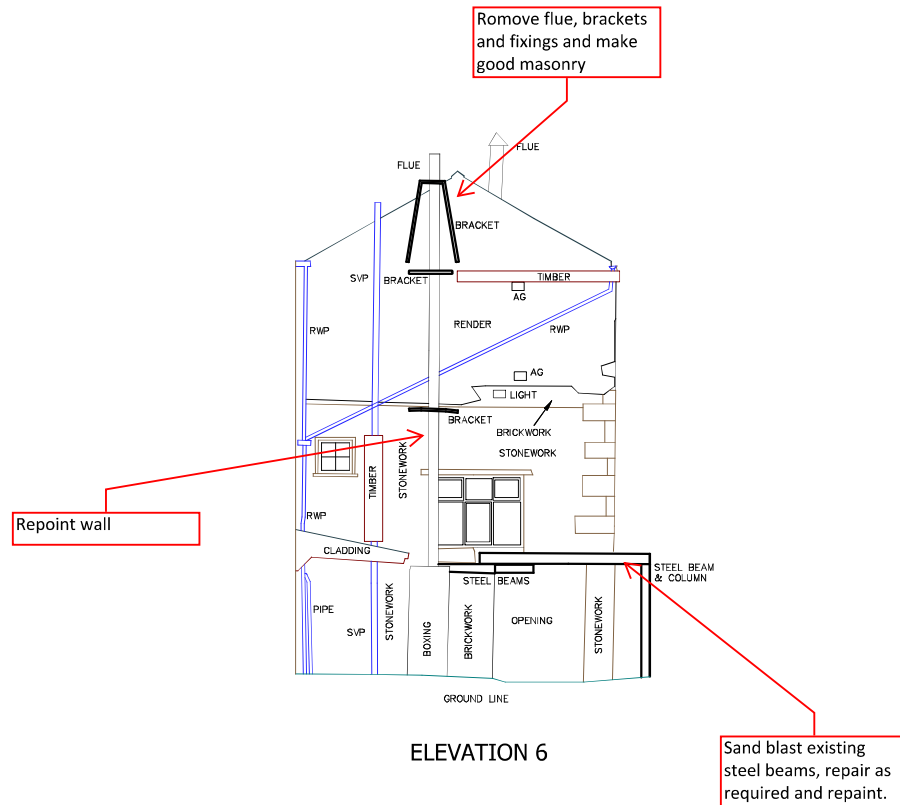 Romove flue, brackets
and fixings and make
good masonry
FLUE
FLUE
BRACKET
SVP
BRACKET
TIMBER
AG
RENDER
RWP
RWP
AG
LIGHT
BRACKET
BRICKWORK
STONEWORK
STONEWORK
TIMBER
Repoint wall
RWP
CLADDING
STEEL BEAM
& COLUMN
STEEL BEAMS
PIPE
SVP
STONEWORK
BOXING
BRICKWORK
OPENING
STONEWORK
GROUND LINE
ELEVATION 6
Sand blast existing
steel beams, repair as
required and repaint.